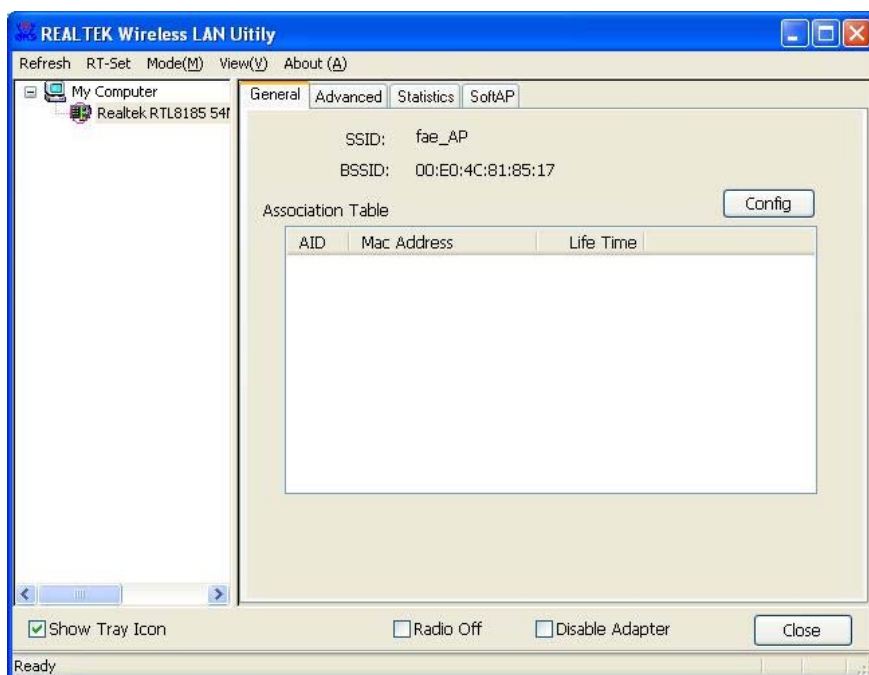 REALTEK Wireless LAN Uitily
Refresh RT-Set Mode(M) View(V) About (A)
My Computer
Realtek RTL8185 54M
General Advanced Statistics SoftAP
SSID: fae_AP
BSSID: 00:E0:4C:81:85:17
Association Table
Config
AID Mac Address Life Time
Show Tray Icon
Radio Off
Disable Adapter
Close
Ready